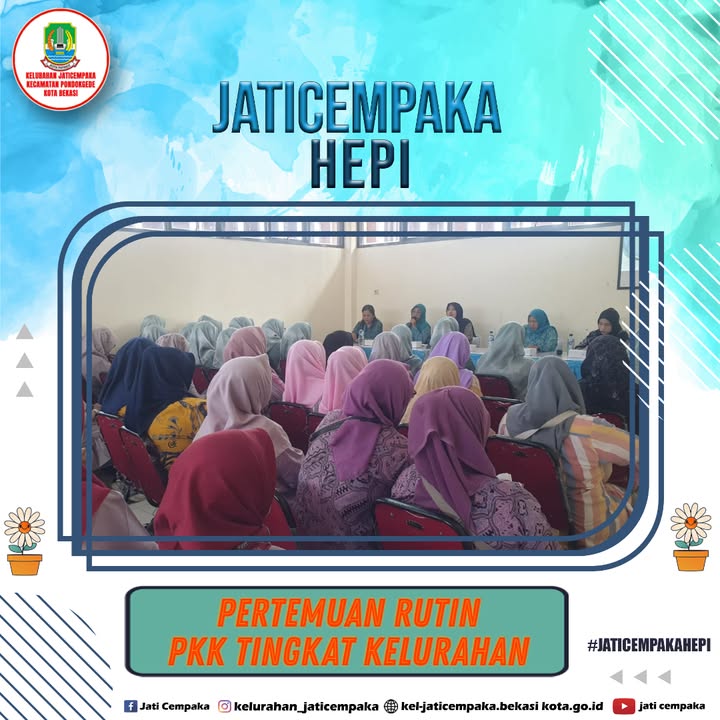 KELURAHAN JATICEMPAKA
KECAMATAN PONDOKGEDE
KOTA BEKASI
JATICEMPAKA
HEPI
PERTEMUAN RUTIN
PKK TINGKAT KELURAHAN
#JATICEMPAKAHEPI
Jati Cempaka kelurahan_jaticempaka kel-jaticempaka.bekasi kota.go.id jati cempaka